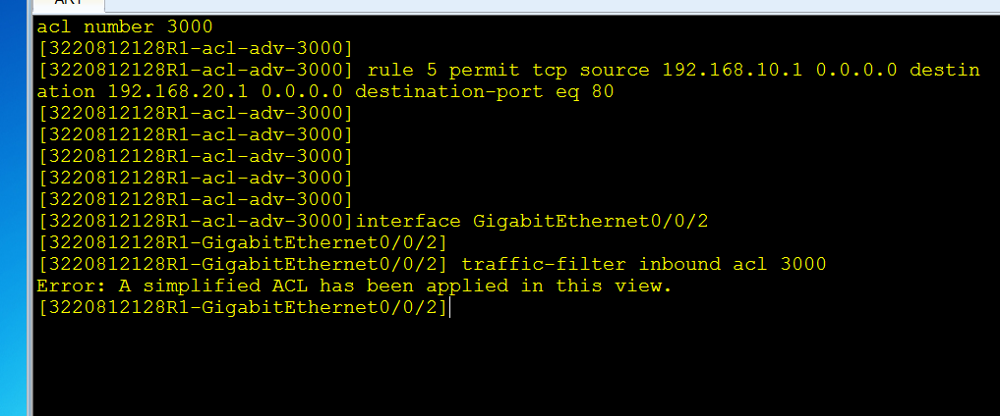 acl number 3000
[3220812128R1-acl-adv-3000]
[3220812128R1-acl-adv-3000] rule 5 permit tcp source 192.168.10.1 0.0.0.0 destin
ation 192.168.20.1 0.0.0.0 destination-port eq 80
[3220812128R1-acl-adv-3000]
[3220812128R1-acl-adv-3000]
[3220812128R1-acl-adv-3000]
[3220812128R1-acl-adv-3000]
[3220812128R1-acl-adv-3000]
[3220812128R1-acl-adv-3000]interface GigabitEthernet0/0/2
[3220812128R1-GigabitEthernet0/0/2]
[3220812128R1-GigabitEthernet0/0/2] traffic-filter inbound acl 3000
Error: A simplified ACL has been applied in this view.
[3220812128R1-GigabitEthernet0/0/2]